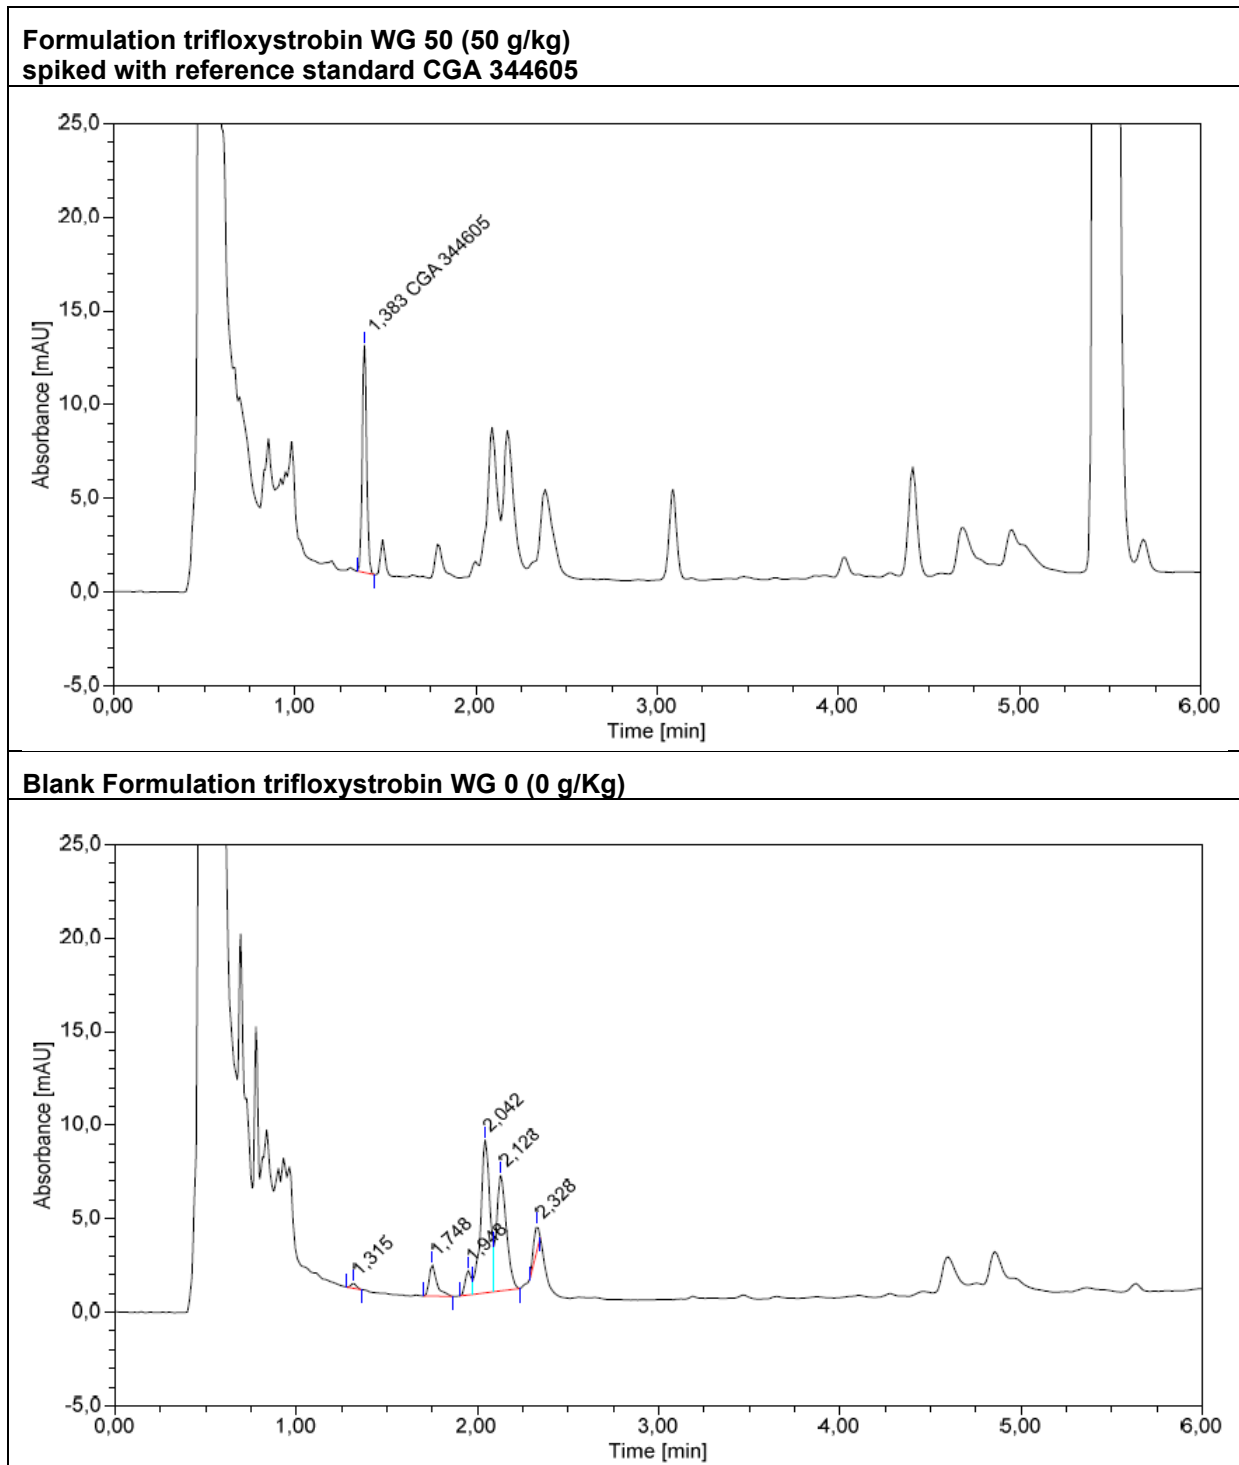 Formulation trifloxystrobin WG 50 (50 g/kg)
spiked with reference standard CGA 344605
25,0
20,0
15,0
10,0
5,0
0,0
-5,0
Absorbance [mAU]
1,383 CGA 344605
0,00 1,00 2,00 3,00 4,00 5,00 6,00
Time [min]
Blank Formulation trifloxystrobin WG 0 (0 g/Kg)
25,0
20,0
15,0
10,0
5,0
0,0
-5,0
Absorbance [mAU]
1,315
1,748
1,948
2,042
2,128
2,328
0,00 1,00 2,00 3,00 4,00 5,00 6,00
Time [min]